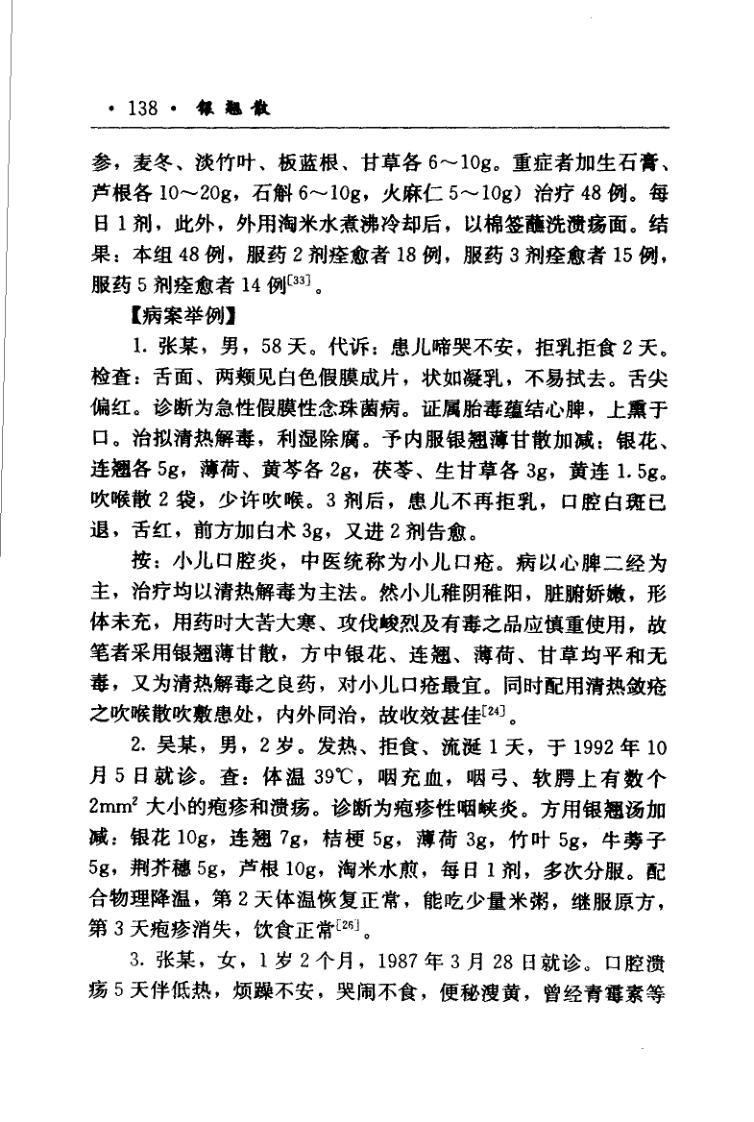 · 138 · 银翘散
参，麦冬、淡竹叶、板蓝根、甘草各 6～10g。重症者加生石膏、
芦根各 10～20g，石斛 6～10g，火麻仁 5～10g）治疗 48 例。每
日 1 剂，此外，外用淘米水煮沸冷却后，以棉签蘸洗溃疡面。结
果：本组 48 例，服药 2 剂痊愈者 18 例，服药 3 剂痊愈者 15 例，
服药 5 剂痊愈者 14 例[33]。
【病案举例】
1. 张某，男，58 天。代诉：患儿啼哭不安，拒乳拒食 2 天。
检查：舌面、两颊见白色假膜成片，状如凝乳，不易拭去。舌尖
偏红。诊断为急性假膜性念珠菌病。证属胎毒蕴结心脾，上熏于
口。治拟清热解毒，利湿除腐。予内服银翘薄甘散加减：银花、
连翘各 5g，薄荷、黄芩各 2g，茯苓、生甘草各 3g，黄连 1.5g。
吹喉散 2 袋，少许吹喉。3 剂后，患儿不再拒乳，口腔白斑已
退，舌红，前方加白术 3g，又进 2 剂告愈。
按：小儿口腔炎，中医统称为小儿口疮。病以心脾二经为
主，治疗均以清热解毒为主法。然小儿稚阴稚阳，脏腑娇嫩，形
体未充，用药时大苦大寒、攻伐峻烈及有毒之品应慎重使用，故
笔者采用银翘薄甘散，方中银花、连翘、薄荷、甘草均平和无
毒，又为清热解毒之良药，对小儿口疮最宜。同时配用清热敛疮
之吹喉散吹敷患处，内外同治，故收效甚佳[24]。
2. 吴某，男，2 岁。发热、拒食、流涎 1 天，于 1992 年 10
月 5 日就诊。查：体温 39℃，咽充血，咽弓、软腭上有数个
2mm² 大小的疱疹和溃疡。诊断为疱疹性咽峡炎。方用银翘汤加
减：银花 10g，连翘 7g，桔梗 5g，薄荷 3g，竹叶 5g，牛蒡子
5g，荆芥穗 5g，芦根 10g，淘米水煎，每日 1 剂，多次分服。配
合物理降温，第 2 天体温恢复正常，能吃少量米粥，继服原方，
第 3 天疱疹消失，饮食正常[26]。
3. 张某，女，1 岁 2 个月，1987 年 3 月 28 日就诊。口腔溃
疡 5 天伴低热，烦躁不安，哭闹不食，便秘溲黄，曾经青霉素等